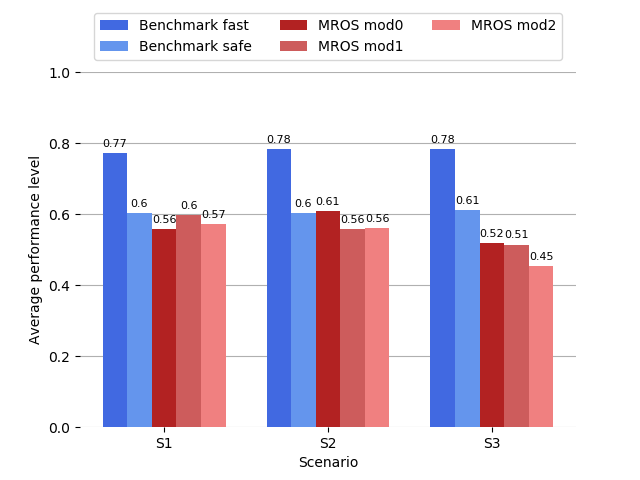 Benchmark fast
Benchmark safe
MROS mod0
MROS mod1
MROS mod2
Average performance level
1.0
0.8
0.6
0.4
0.2
0.0
0.77
0.6
0.56
0.6
0.57
0.78
0.6
0.61
0.56
0.56
0.78
0.61
0.52
0.51
0.45
S1
S2
S3
Scenario